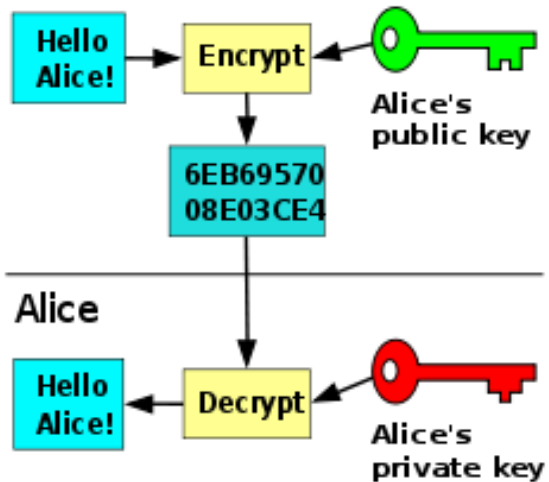 Hello
Alice!
Encrypt
Alice's
public key
6EB69570
08E03CE4
Alice
Hello
Alice!
Decrypt
Alice's
private key